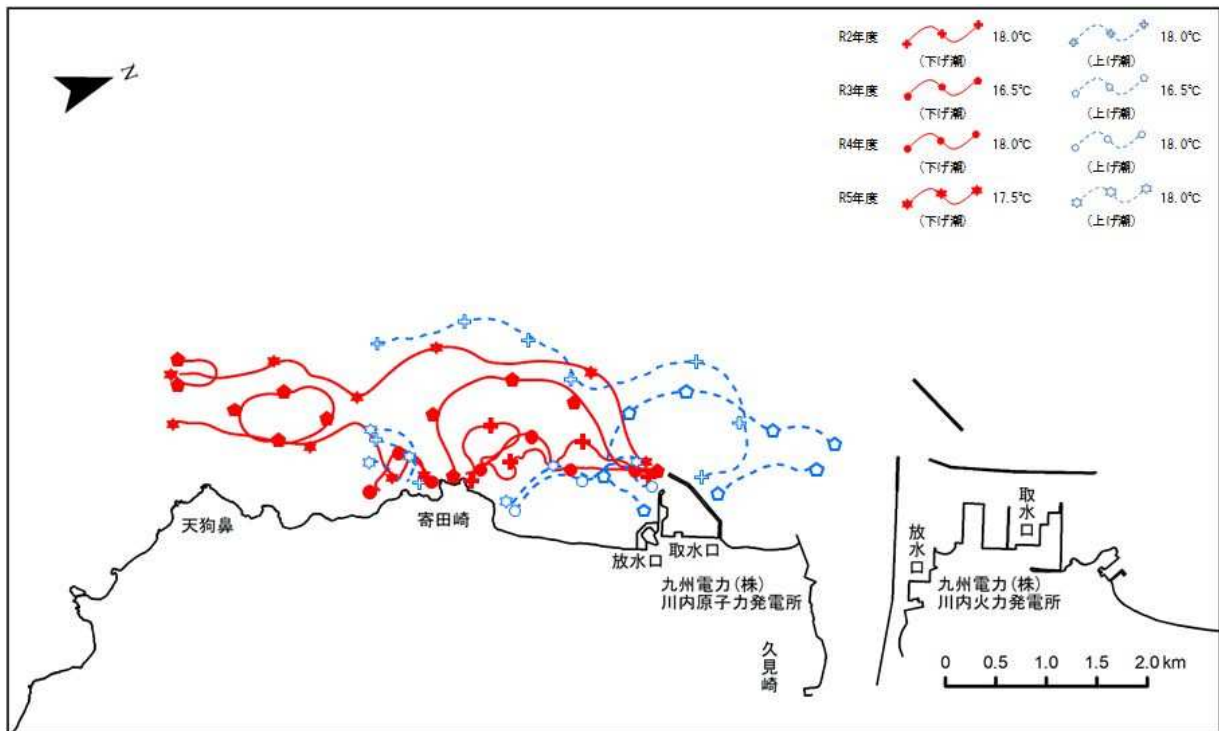 N
R2年度 18.0℃ 18.0℃
(下げ潮) (上げ潮)
R3年度 16.5℃ 16.5℃
(下げ潮) (上げ潮)
R4年度 18.0℃ 18.0℃
(下げ潮) (上げ潮)
R5年度 17.5℃ 18.0℃
(下げ潮) (上げ潮)
天狗鼻
寄田崎
放水口
取水口
九州電力(株)
川内原子力発電所
久見崎
放水口
取水口
九州電力(株)
川内火力発電所
0 0.5 1.0 1.5 2.0 km